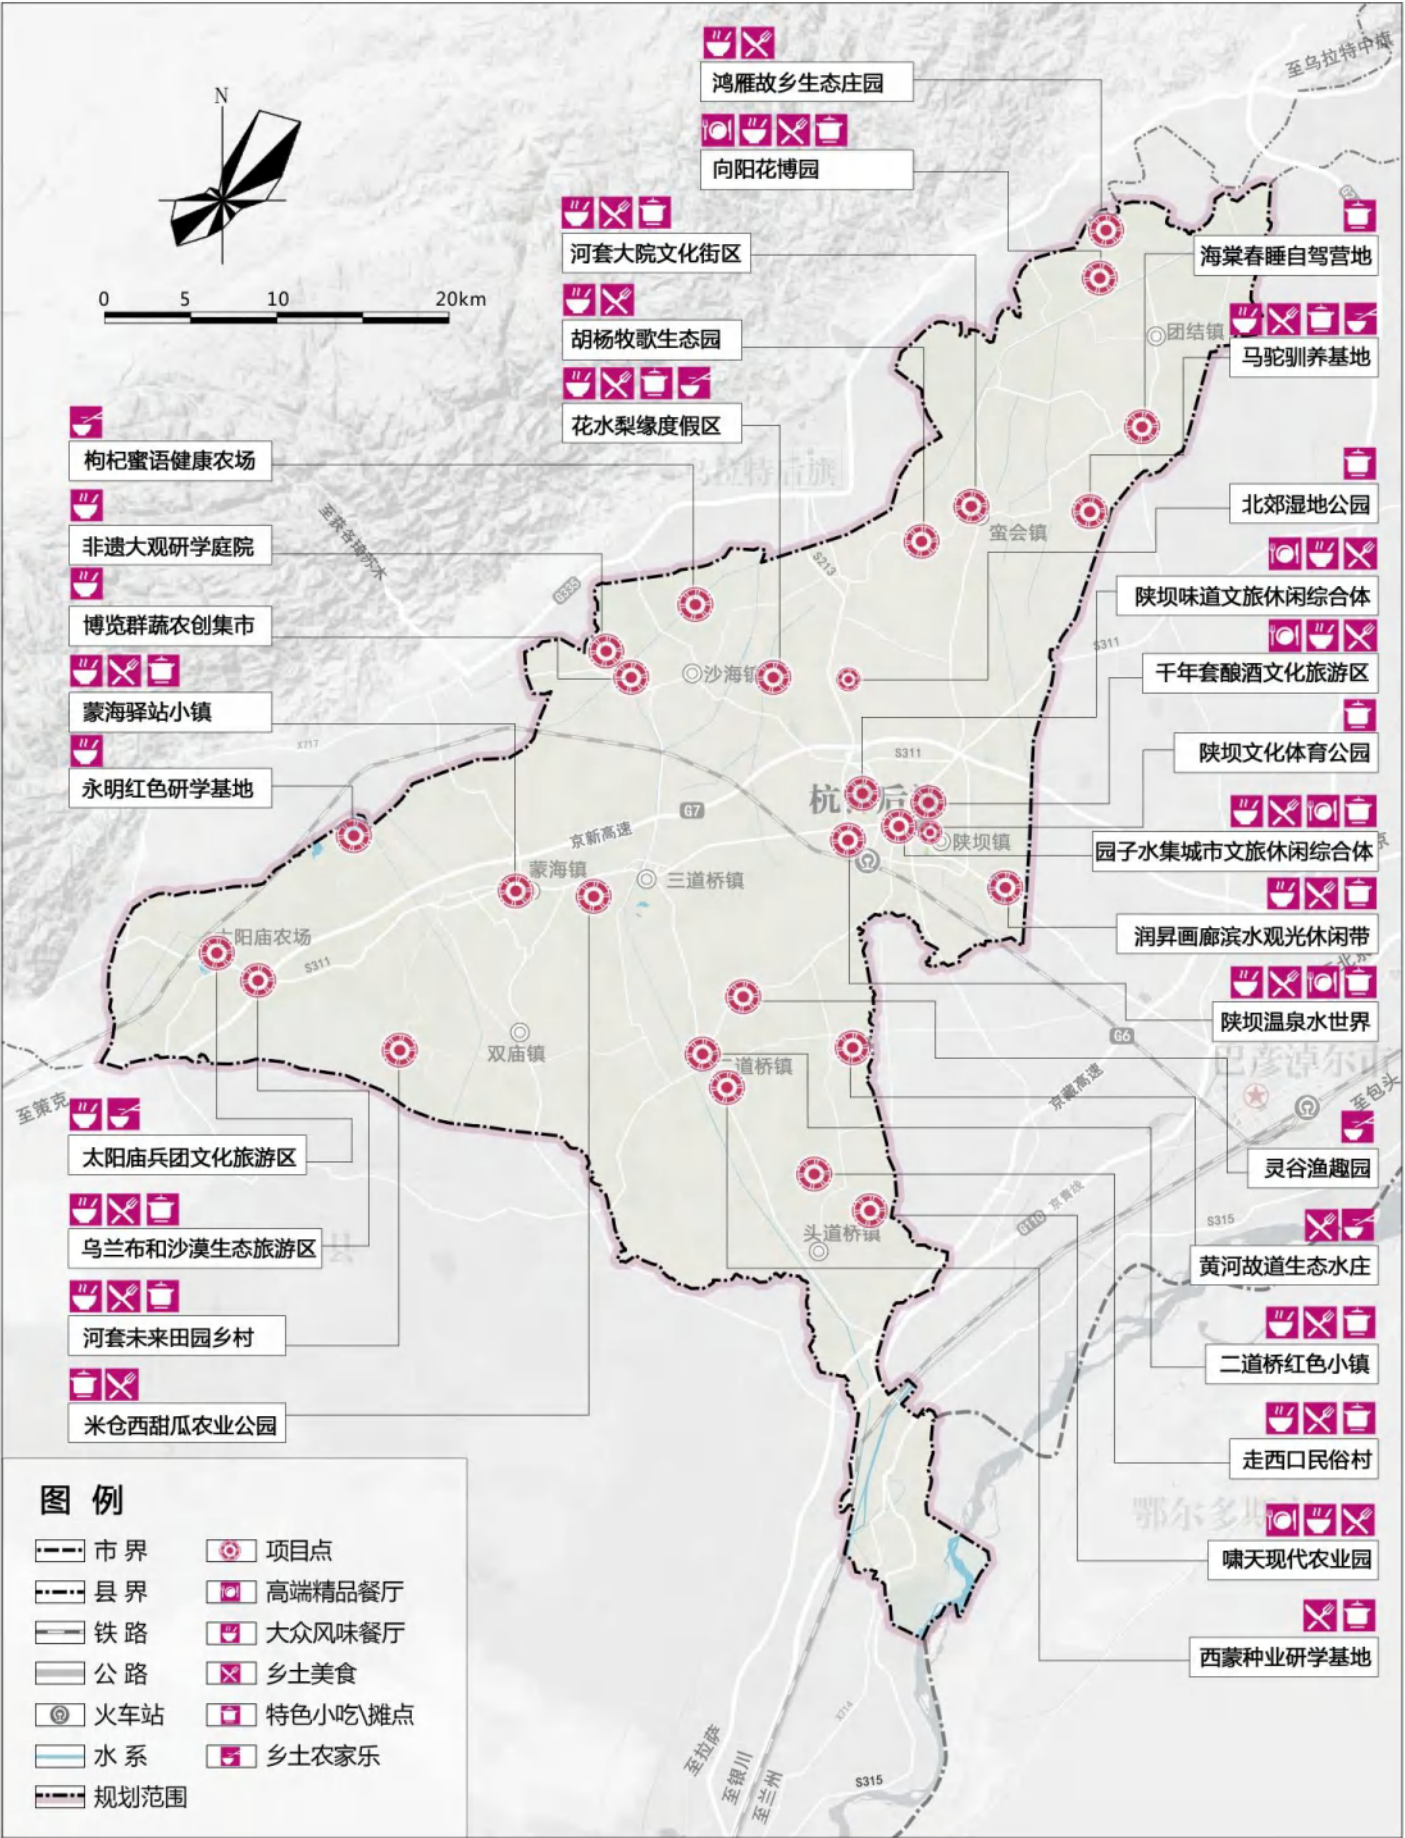 至乌拉特中旗
鸿雁故乡生态庄园
N
向阳花博园
河套大院文化街区
海棠春睡自驾营地
0 5 10 20km
胡杨牧歌生态园
团结镇
马驼驯养基地
花水梨缘度假区
枸杞蜜语健康农场
乌拉特后旗
北郊湿地公园
至获各琦苏木
蛮会镇
非遗大观研学庭院
S213
G335
陕坝味道文旅休闲综合体
博览群蔬农创集市
S311
沙海镇
千年套酿酒文化旅游区
蒙海驿站小镇
X717
S311
陕坝文化体育公园
永明红色研学基地
G7
杭
后
京新高速
陕坝镇
园子水集城市文旅休闲综合体
蒙海镇
三道桥镇
润昇画廊滨水观光休闲带
阳庙农场
S311
陕坝温泉水世界
双庙镇
G6
巴彦淖尔市
道桥镇
京藏高速
至包头
至策克
太阳庙兵团文化旅游区
灵谷渔趣园
G110
京青线
S315
乌兰布和沙漠生态旅游区
县
头道桥镇
黄河故道生态水庄
河套未来田园乡村
二道桥红色小镇
米仓西甜瓜农业公园
走西口民俗村
鄂尔多斯
啸天现代农业园
西蒙种业研学基地
图 例
市 界
项目点
县 界
高端精品餐厅
铁 路
大众风味餐厅
公 路
乡土美食
火车站
特色小吃\摊点
水 系
乡土农家乐
规划范围
至拉萨
至银川
至兰州
X714
S315